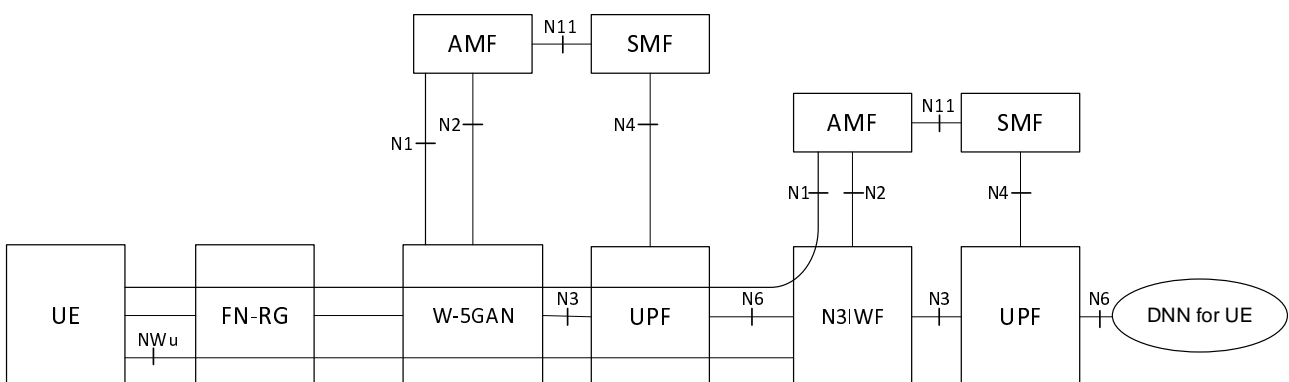 N11
AMF
SMF
N11
AMF
SMF
N2
N4
N1
N1
N2
N4
N3
N6
N3
N6
UE
FN-RG
W-5GAN
UPF
N3IWF
UPF
DNN for UE
NWu